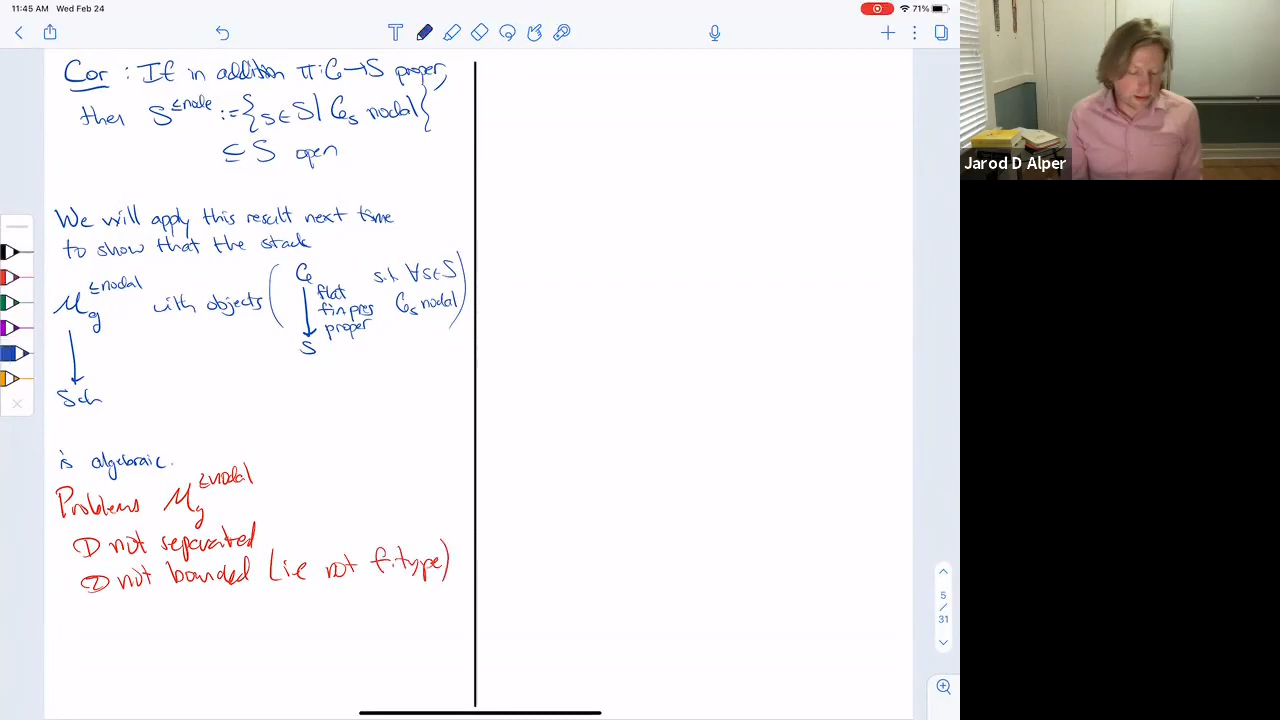 11:45 AM Wed Feb 24
71%
Cor : If in addition π: C → S proper,
then S^{≤node} := { s ∈ S | C_s nodal }
⊆ S open
We will apply this result next time
to show that the stack
M_g^{≤nodal} with objects ( C → S flat fin pres proper s.t. ∀s∈S C_s nodal )
↓
Sch
is algebraic.
Problems M_g^{≤nodal}
① not separated
② not bounded (ie not f.type)
5
/
31
T
Jarod D Alper